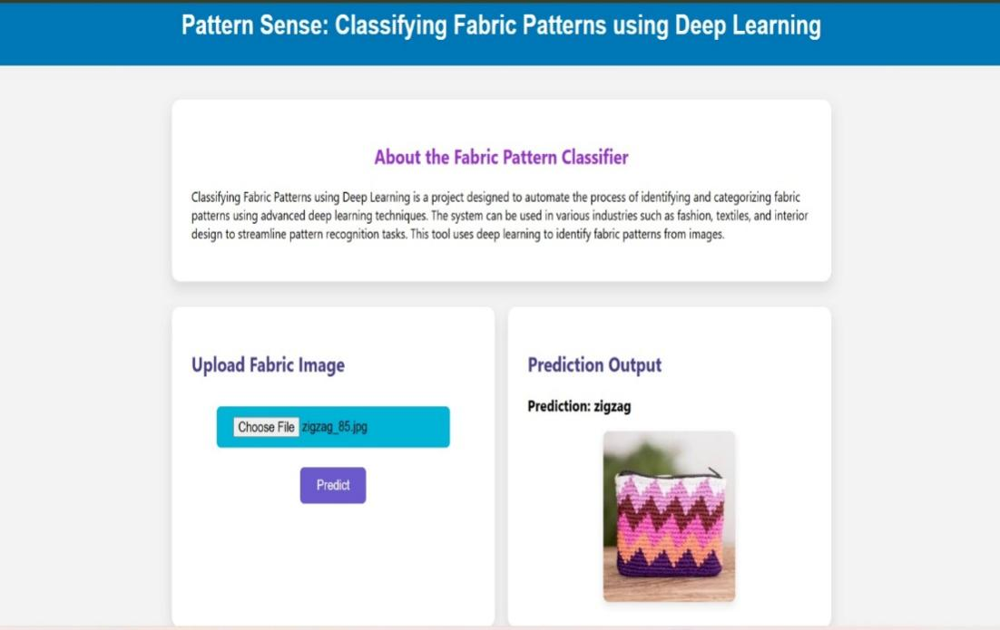 Pattern Sense: Classifying Fabric Patterns using Deep Learning
About the Fabric Pattern Classifier
Classifying Fabric Patterns using Deep Learning is a project designed to automate the process of identifying and categorizing fabric
patterns using advanced deep learning techniques. The system can be used in various industries such as fashion, textiles, and interior
design to streamline pattern recognition tasks. This tool uses deep learning to identify fabric patterns from images.
Upload Fabric Image
Choose File zigzag_85.jpg
Predict
Prediction Output
Prediction: zigzag